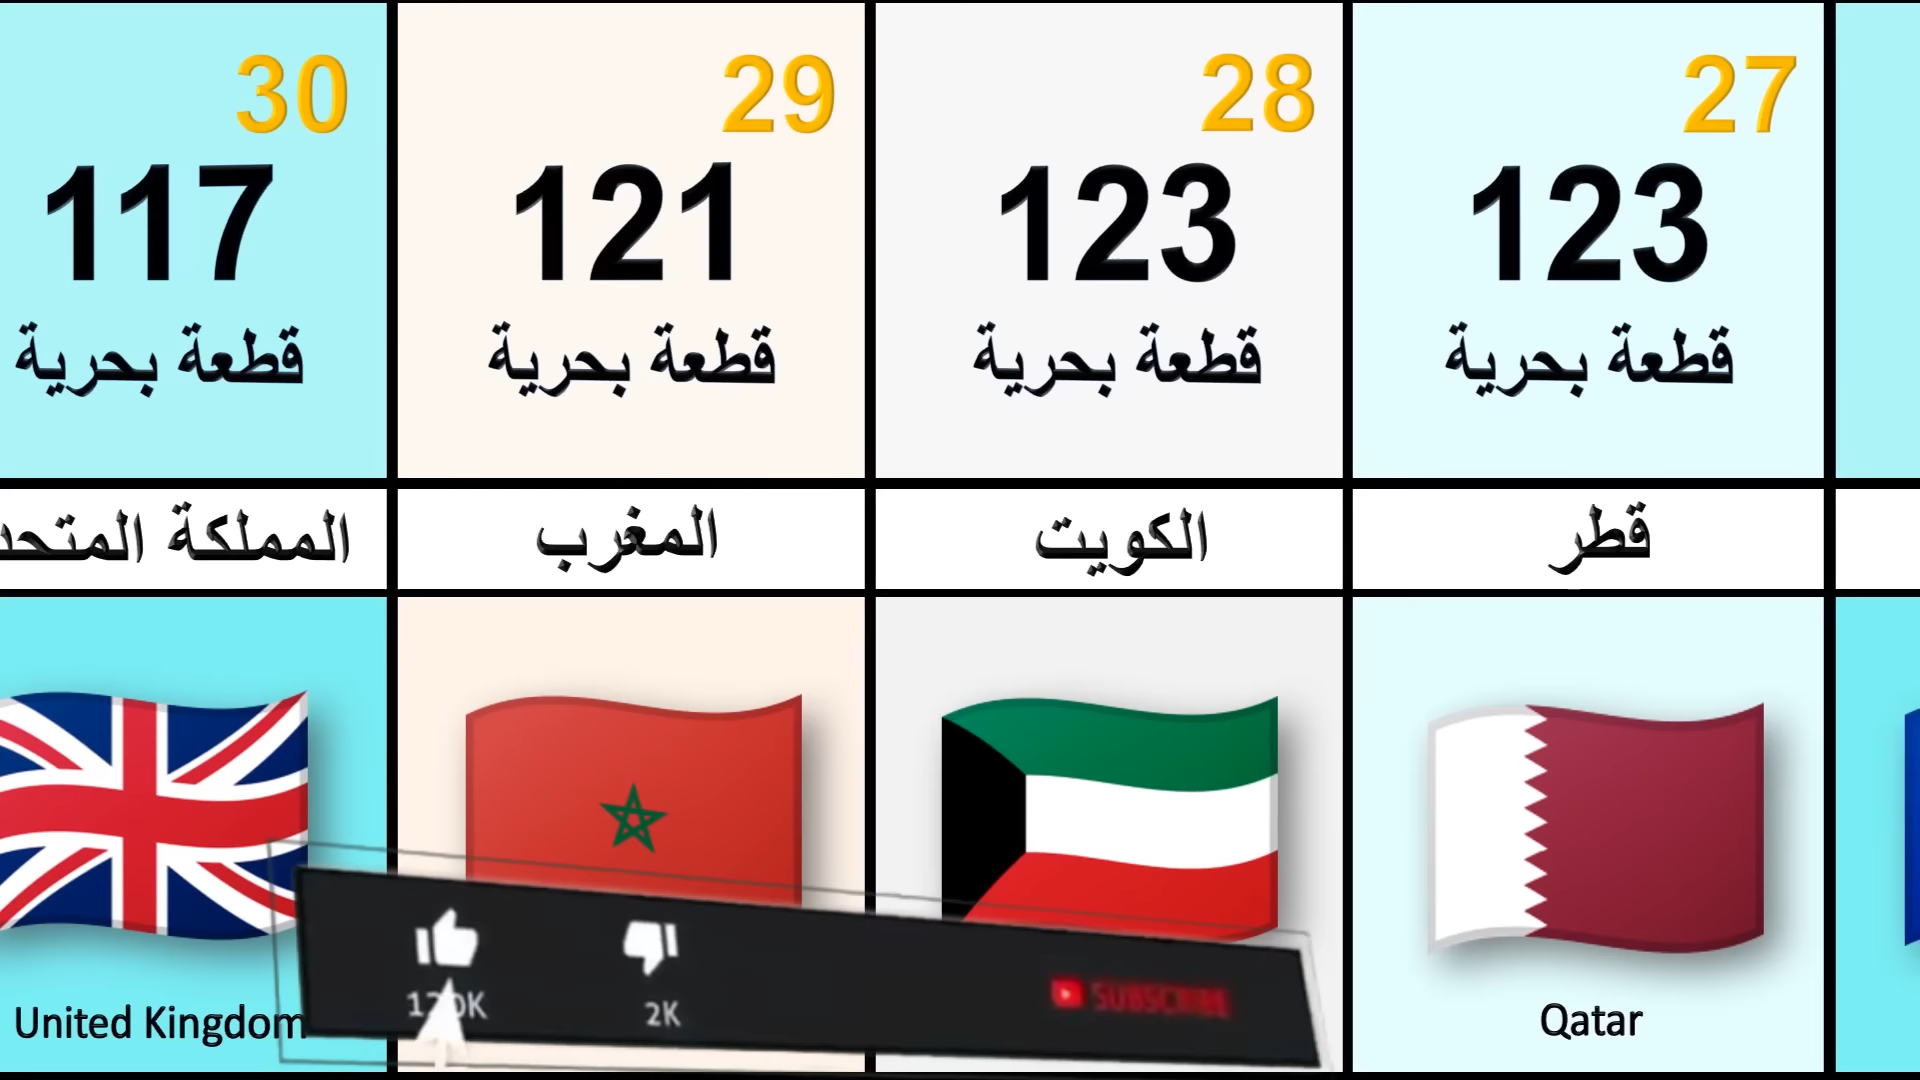 30
117
قطعة بحرية
29
121
قطعة بحرية
28
123
قطعة بحرية
27
123
قطعة بحرية
المملكة
المغرب
الكويت
قطر
United Kingdom
2K
SUBSCRIBE
Qatar